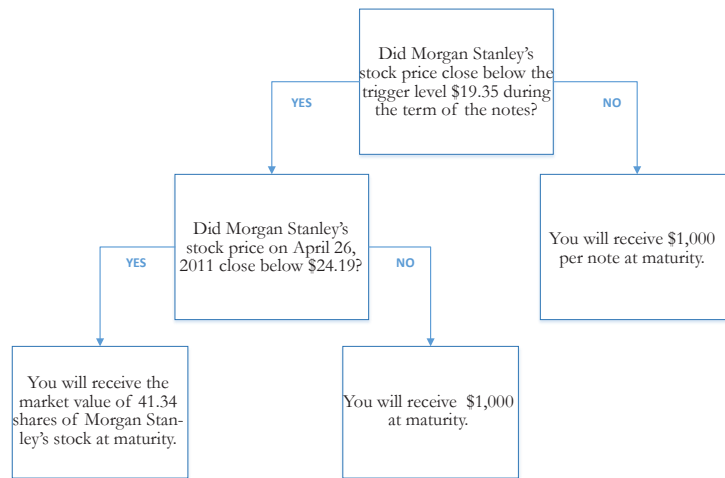 Did Morgan Stanley's
stock price close below the
trigger level $19.35 during
the term of the notes?
YES
NO
Did Morgan Stanley's
stock price on April 26,
2011 close below $24.19?
You will receive $1,000
per note at maturity.
YES
NO
You will receive the
market value of 41.34
shares of Morgan Stan-
ley's stock at maturity.
You will receive $1,000
at maturity.